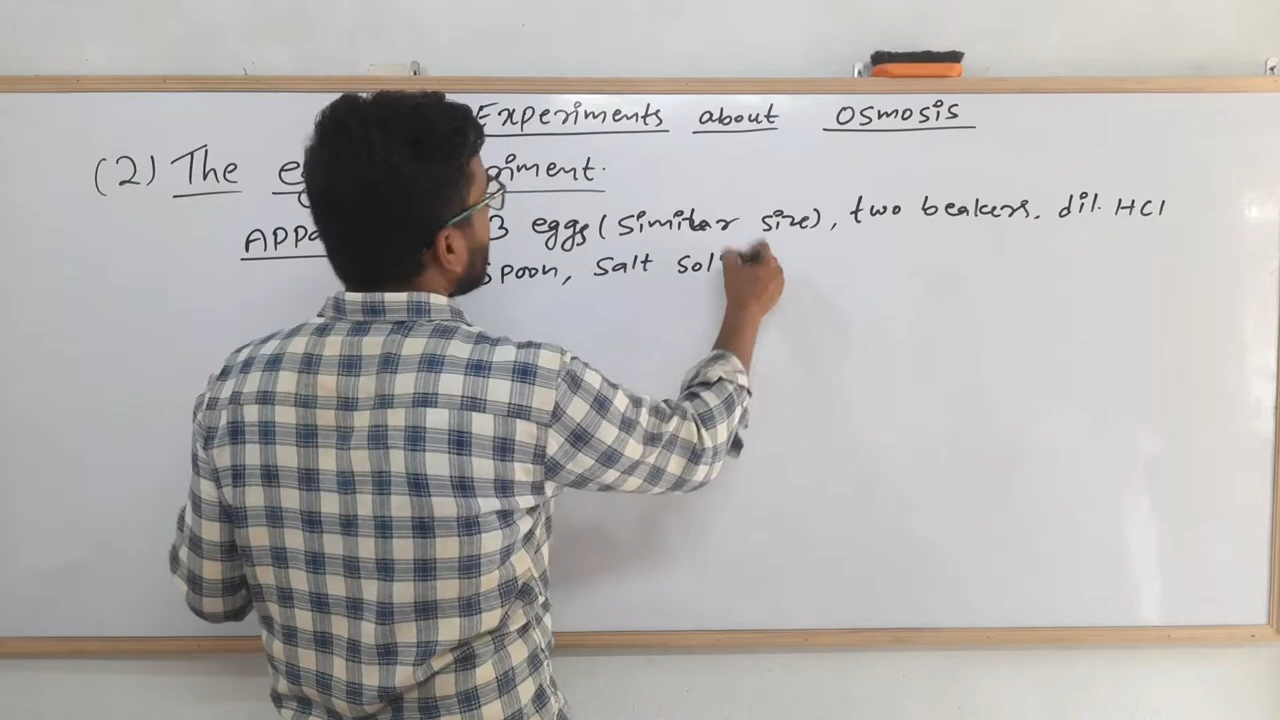 Experiments about Osmosis
(2) The
3 eggs (Similar size), two beakers, dil. HCl
Spoon, Salt Sol